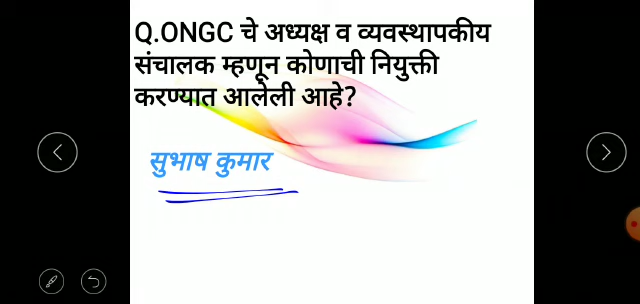 Q.ONGC चे अध्यक्ष व व्यवस्थापकीय
संचालक म्हणून कोणाची नियुक्ती
करण्यात आलेली आहे?
सुभाष कुमार